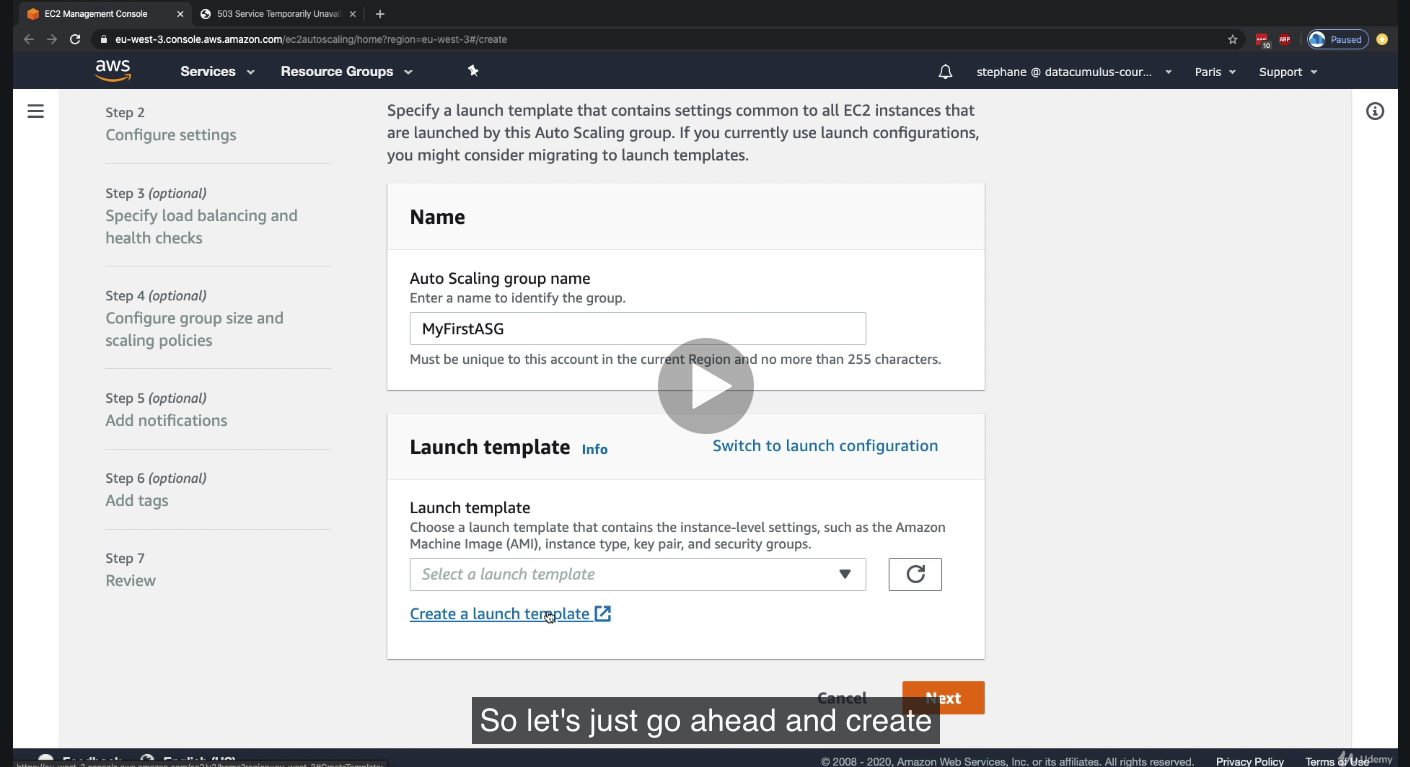 EC2 Management Console
503 Service Temporarily Unavail
eu-west-3.console.aws.amazon.com/ec2autoscaling/home?region=eu-west-3#/create
10
ABP
Paused
aws
Services
Resource Groups
stephane @ datacumulus-cour...
Paris
Support
Step 2
Configure settings
Step 3 (optional)
Specify load balancing and
health checks
Step 4 (optional)
Configure group size and
scaling policies
Step 5 (optional)
Add notifications
Step 6 (optional)
Add tags
Step 7
Review
Specify a launch template that contains settings common to all EC2 instances that
are launched by this Auto Scaling group. If you currently use launch configurations,
you might consider migrating to launch templates.
Name
Auto Scaling group name
Enter a name to identify the group.
MyFirstASG
Must be unique to this account in the current Region and no more than 255 characters.
Launch template Info
Switch to launch configuration
Launch template
Choose a launch template that contains the instance-level settings, such as the Amazon
Machine Image (AMI), instance type, key pair, and security groups.
Select a launch template
Create a launch template
Cancel
Next
So let's just go ahead and create
Feedback
English (US)
© 2008 - 2020, Amazon Web Services, Inc. or its affiliates. All rights reserved.
Privacy Policy
Terms of Use
Udemy